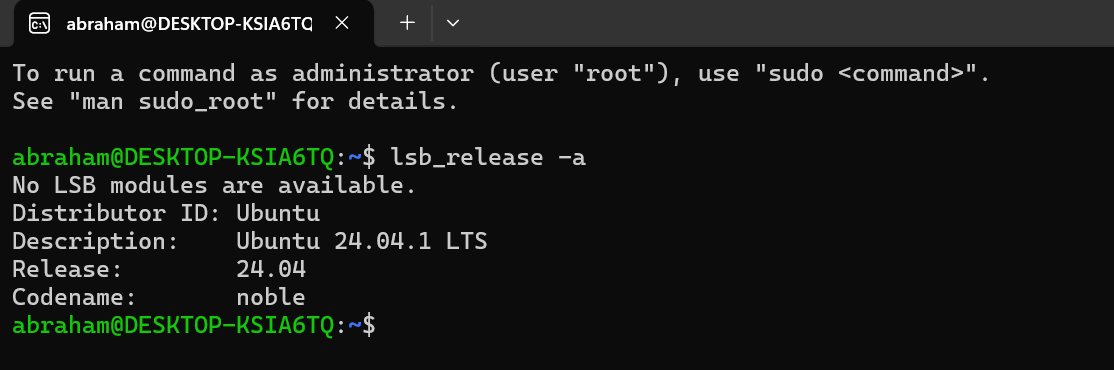 abraham@DESKTOP-KSIA6TQ
To run a command as administrator (user "root"), use "sudo <command>".
See "man sudo_root" for details.
abraham@DESKTOP-KSIA6TQ:~$ lsb_release -a
No LSB modules are available.
Distributor ID: Ubuntu
Description:    Ubuntu 24.04.1 LTS
Release:        24.04
Codename:       noble
abraham@DESKTOP-KSIA6TQ:~$